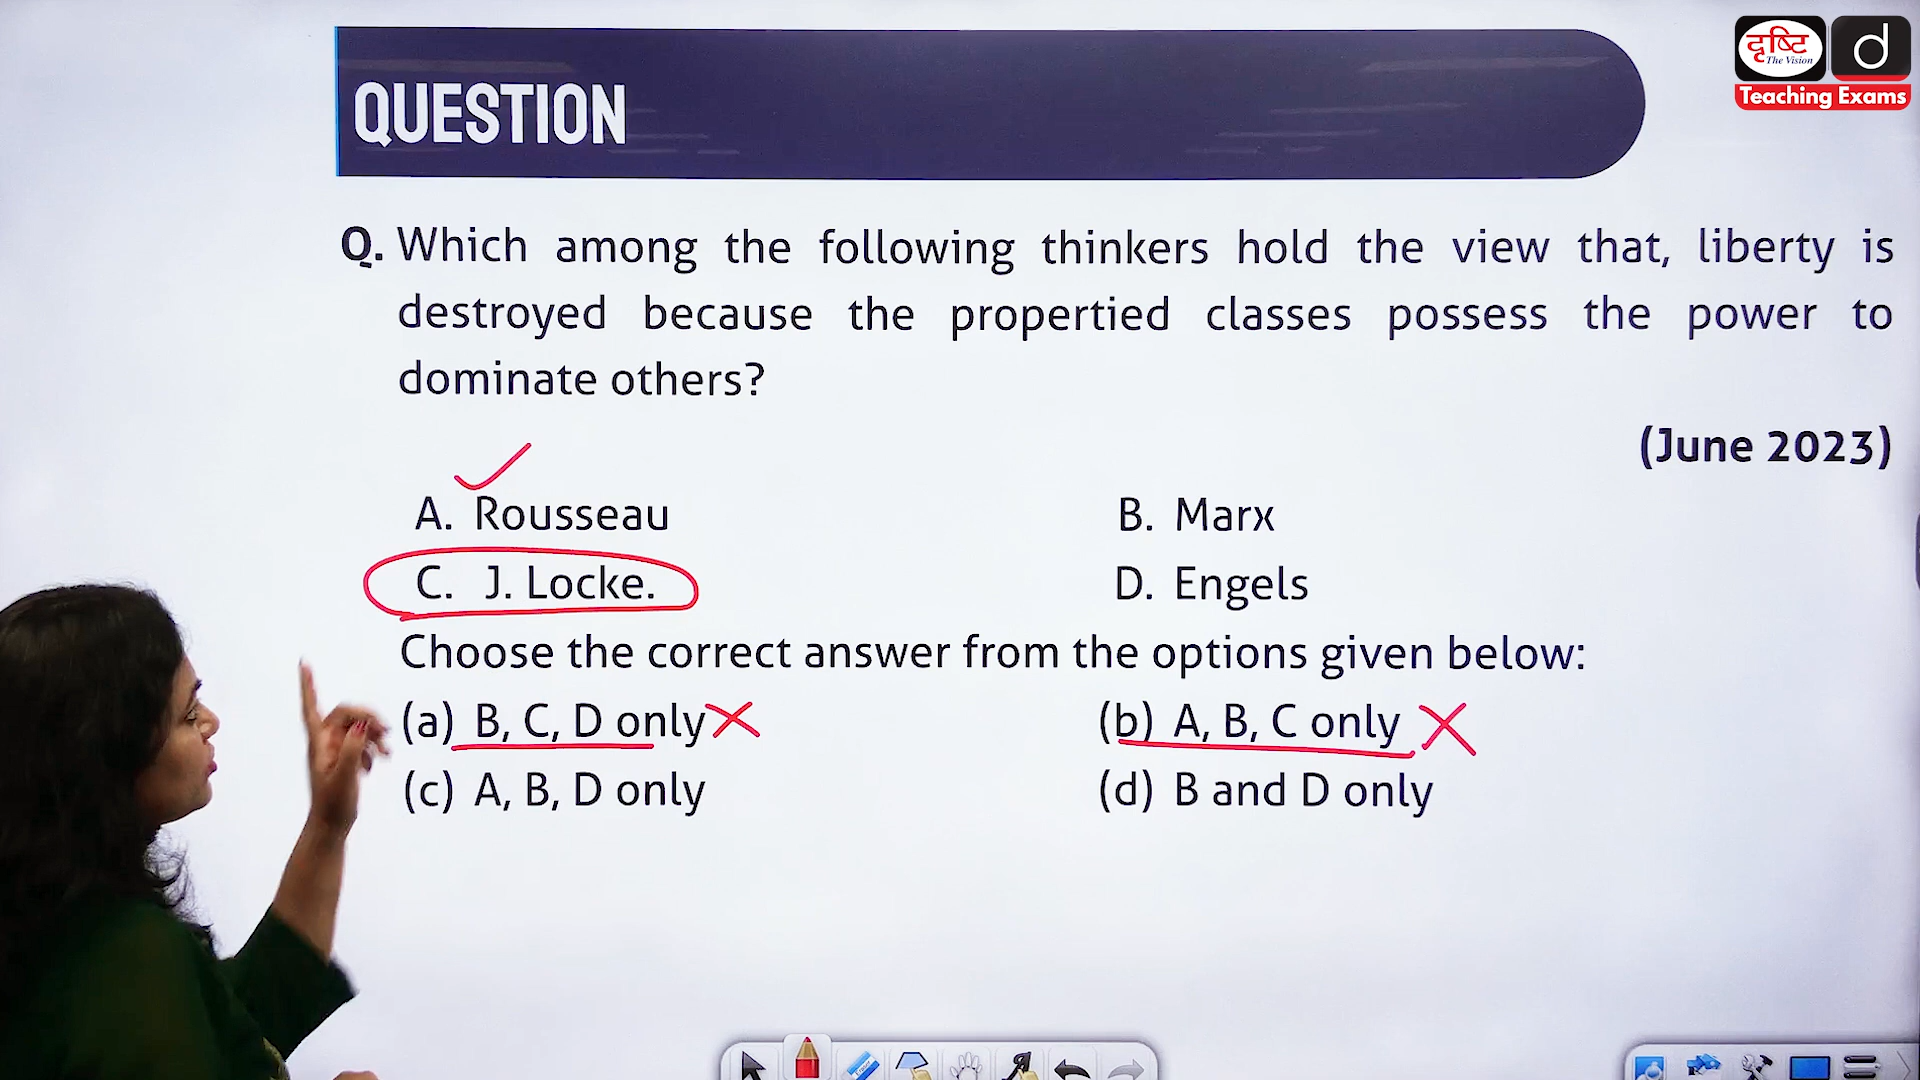 दृष्टि
The Vision
d
Teaching Exams
QUESTION
Q. Which among the following thinkers hold the view that, liberty is
destroyed because the propertied classes possess the power to
dominate others?
(June 2023)
A. Rousseau B. Marx
C. J. Locke. D. Engels
Choose the correct answer from the options given below:
(a) B, C, D only (b) A, B, C only
(c) A, B, D only (d) B and D only